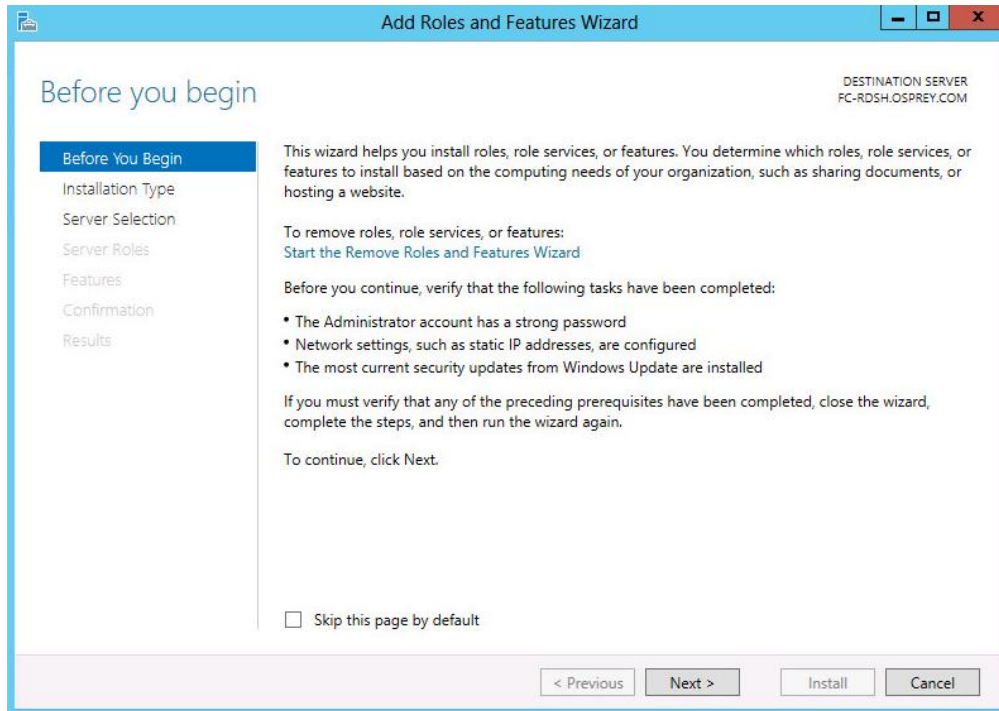 Add Roles and Features Wizard
Before you begin
DESTINATION SERVER
FC-RDSH.OSPREY.COM
Before You Begin
Installation Type
Server Selection
Server Roles
Features
Confirmation
Results
This wizard helps you install roles, role services, or features. You determine which roles, role services, or
features to install based on the computing needs of your organization, such as sharing documents, or
hosting a website.
To remove roles, role services, or features:
Start the Remove Roles and Features Wizard
Before you continue, verify that the following tasks have been completed:
• The Administrator account has a strong password
• Network settings, such as static IP addresses, are configured
• The most current security updates from Windows Update are installed
If you must verify that any of the preceding prerequisites have been completed, close the wizard,
complete the steps, and then run the wizard again.
To continue, click Next.
Skip this page by default
< Previous
Next >
Install
Cancel